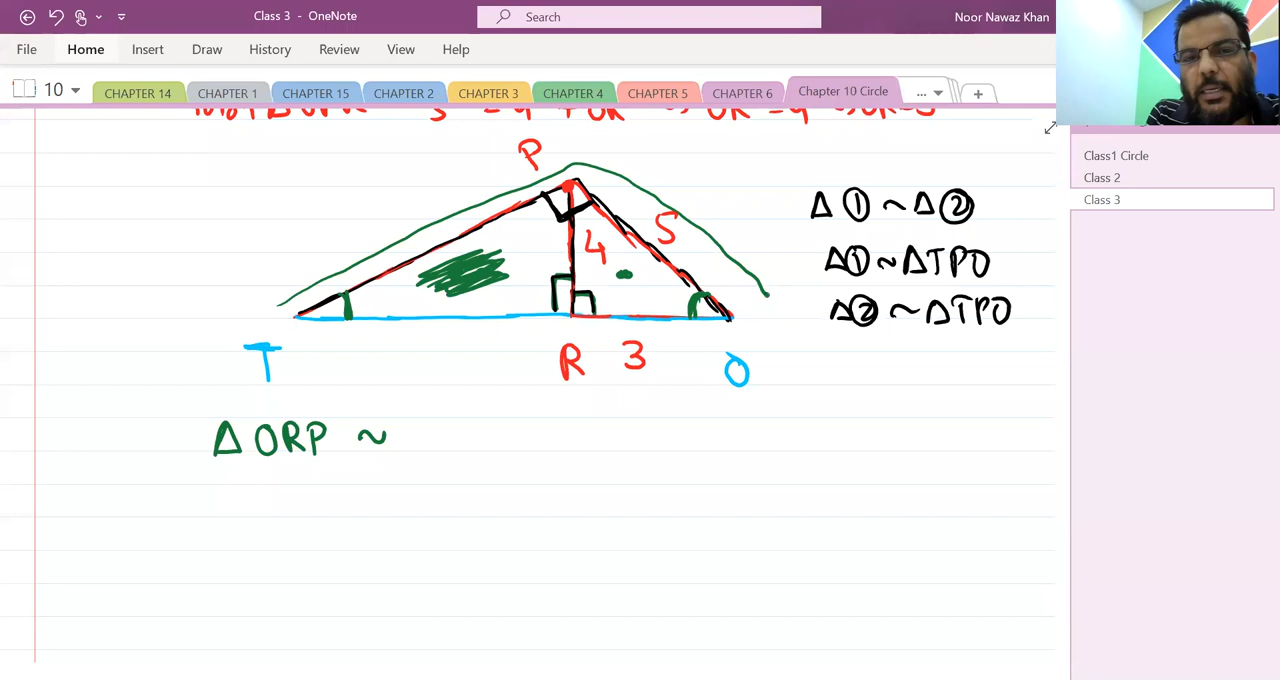 Class 3 - OneNote
Search
Noor Nawaz Khan
File Home Insert Draw History Review View Help
10 CHAPTER 14 CHAPTER 1 CHAPTER 15 CHAPTER 2 CHAPTER 3 CHAPTER 4 CHAPTER 5 CHAPTER 6 Chapter 10 Circle ... +
Class1 Circle
Class 2
Class 3
P
5
4
T
R
3
O
Δ① ~ Δ②
Δ① ~ ΔTPO
Δ② ~ ΔTPO
Δ ORP ~